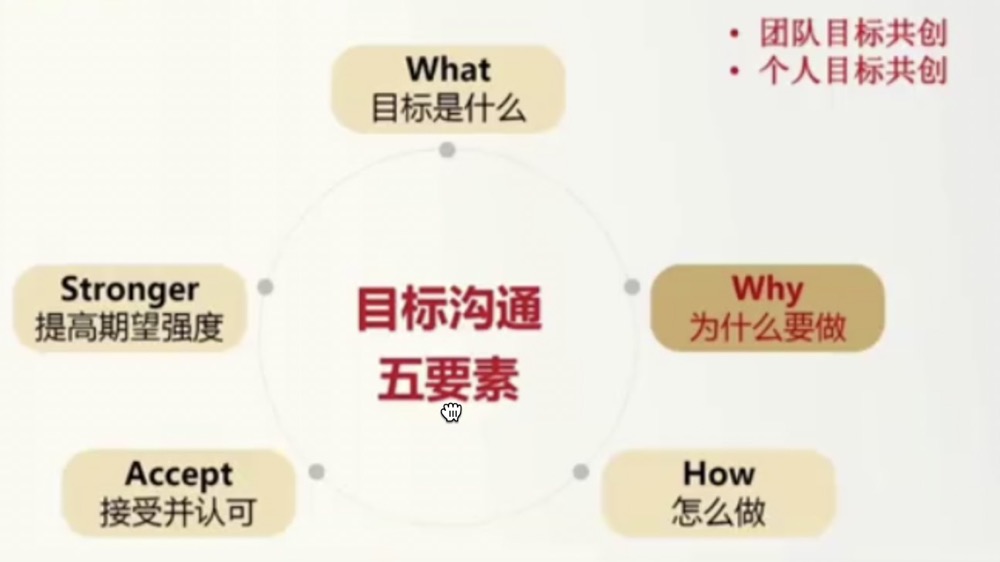 • 团队目标共创
• 个人目标共创
What
目标是什么
Why
为什么要做
How
怎么做
Accept
接受并认可
Stronger
提高期望强度
目标沟通
五要素